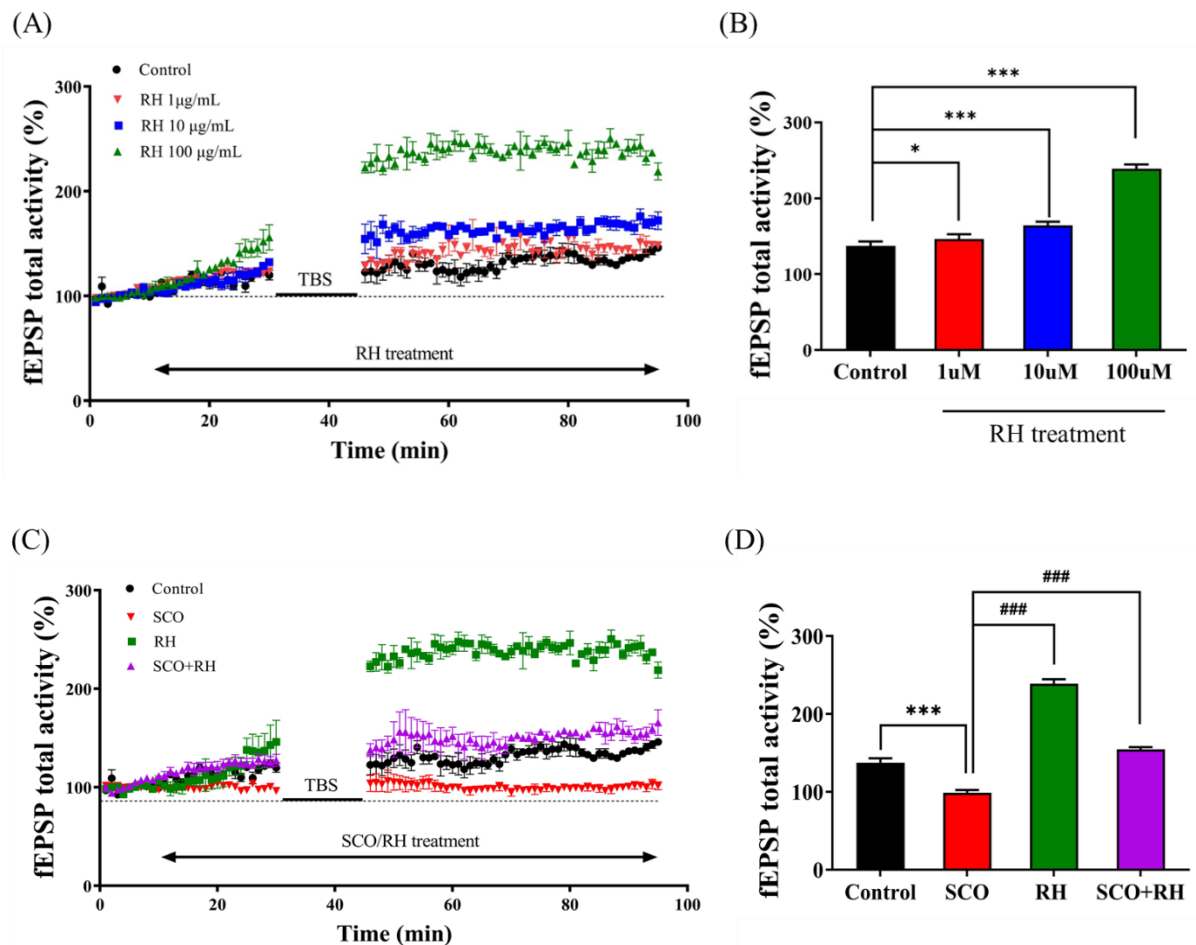 (A)
fEPSP total activity (%)
300
200
100
0
Control
RH 1μg/mL
RH 10 μg/mL
RH 100 μg/mL
TBS
RH treatment
0 20 40 60 80 100
Time (min)
(B)
fEPSP total activity (%)
300
200
100
0
***
***
*
Control 1uM 10uM 100uM
RH treatment
(C)
fEPSP total activity (%)
300
200
100
0
Control
SCO
RH
SCO+RH
TBS
SCO/RH treatment
0 20 40 60 80 100
Time (min)
(D)
fEPSP total activity (%)
300
200
100
0
###
###
***
Control SCO RH SCO+RH